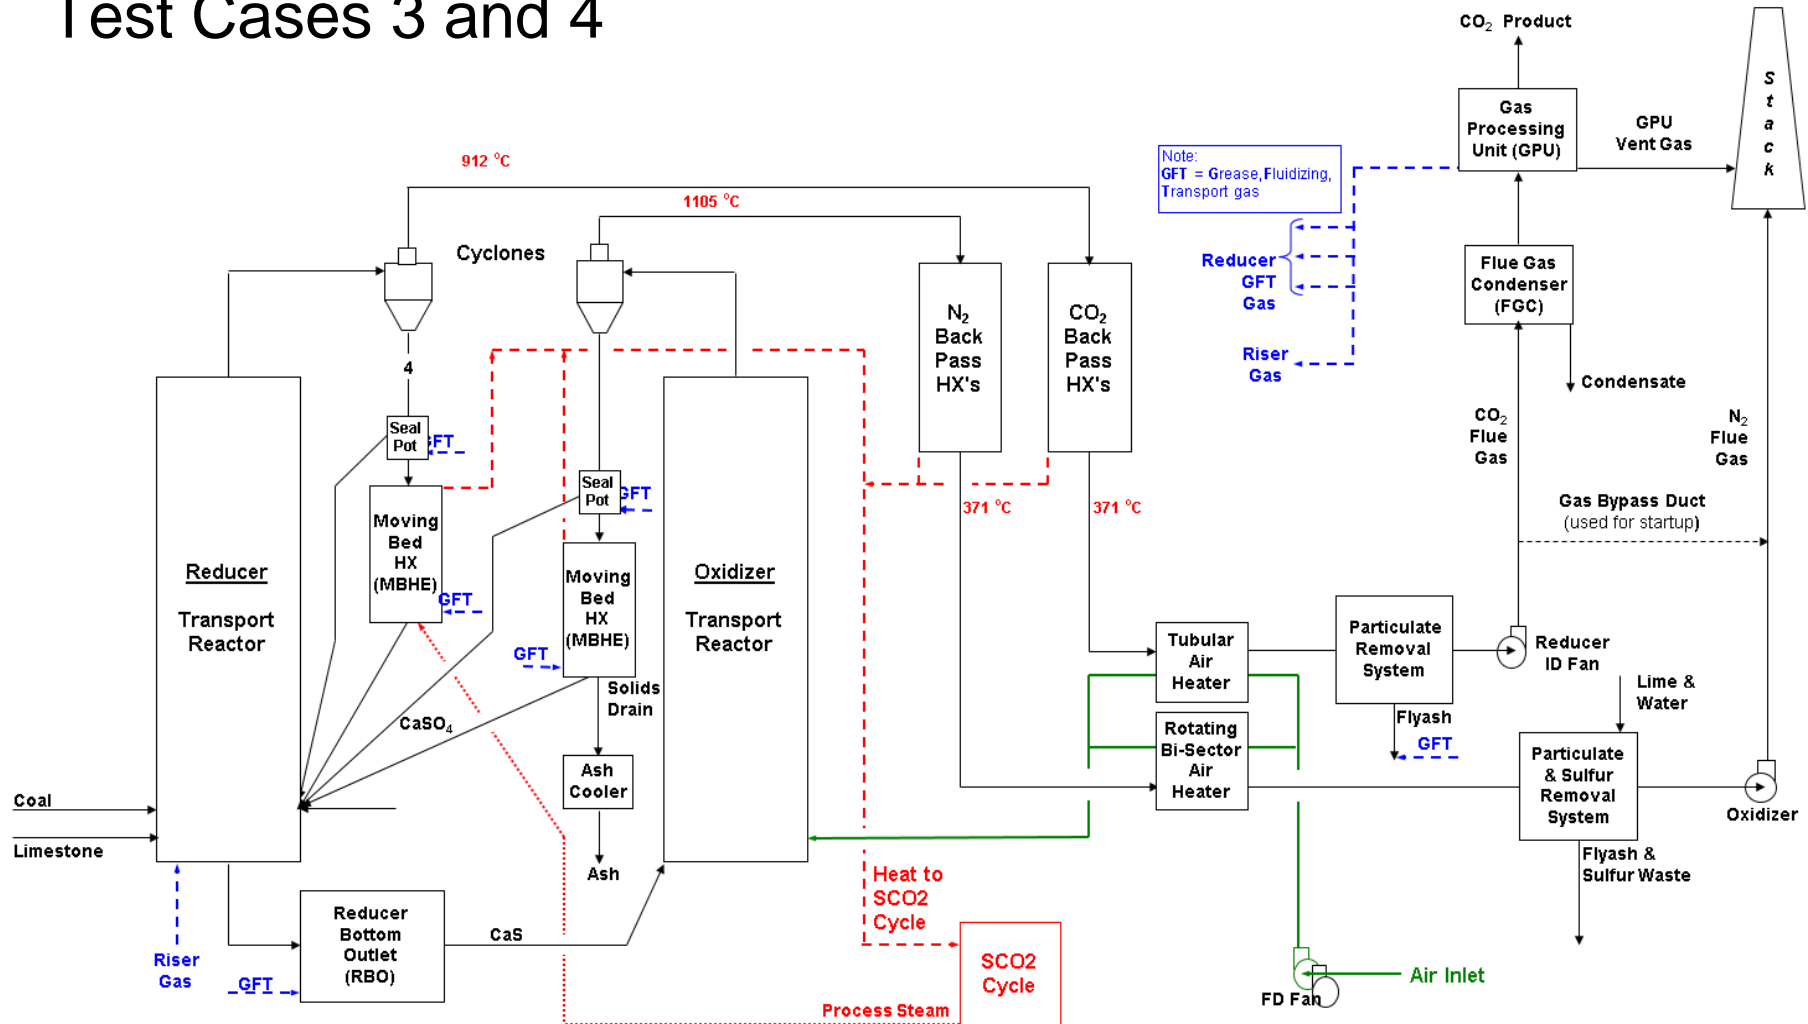 Test Cases 3 and 4
CO2 Product
Stack
Gas
Processing
Unit (GPU)
GPU
Vent Gas
912 °C
1105 °C
Note:
GFT = Grease, Fluidizing,
Transport gas
Cyclones
Reducer
GFT
Gas
Riser
Gas
Flue Gas
Condenser
(FGC)
Condensate
N2
Back
Pass
HX's
CO2
Back
Pass
HX's
4
Seal
Pot
GFT
Seal
Pot
GFT
CO2
Flue
Gas
N2
Flue
Gas
371 °C
371 °C
Gas Bypass Duct
(used for startup)
Moving
Bed
HX
(MBHE)
GFT
Moving
Bed
HX
(MBHE)
GFT
Reducer
Transport
Reactor
Oxidizer
Transport
Reactor
Tubular
Air
Heater
Particulate
Removal
System
Reducer
ID Fan
Solids
Drain
CaSO4
Rotating
Bi-Sector
Air
Heater
Flyash
GFT
Lime &
Water
Particulate
& Sulfur
Removal
System
Oxidizer
Ash
Cooler
Ash
Coal
Limestone
Flyash &
Sulfur Waste
Heat to
SCO2
Cycle
Reducer
Bottom
Outlet
(RBO)
CaS
Riser
Gas
GFT
SCO2
Cycle
Process Steam
Air Inlet
FD Fan